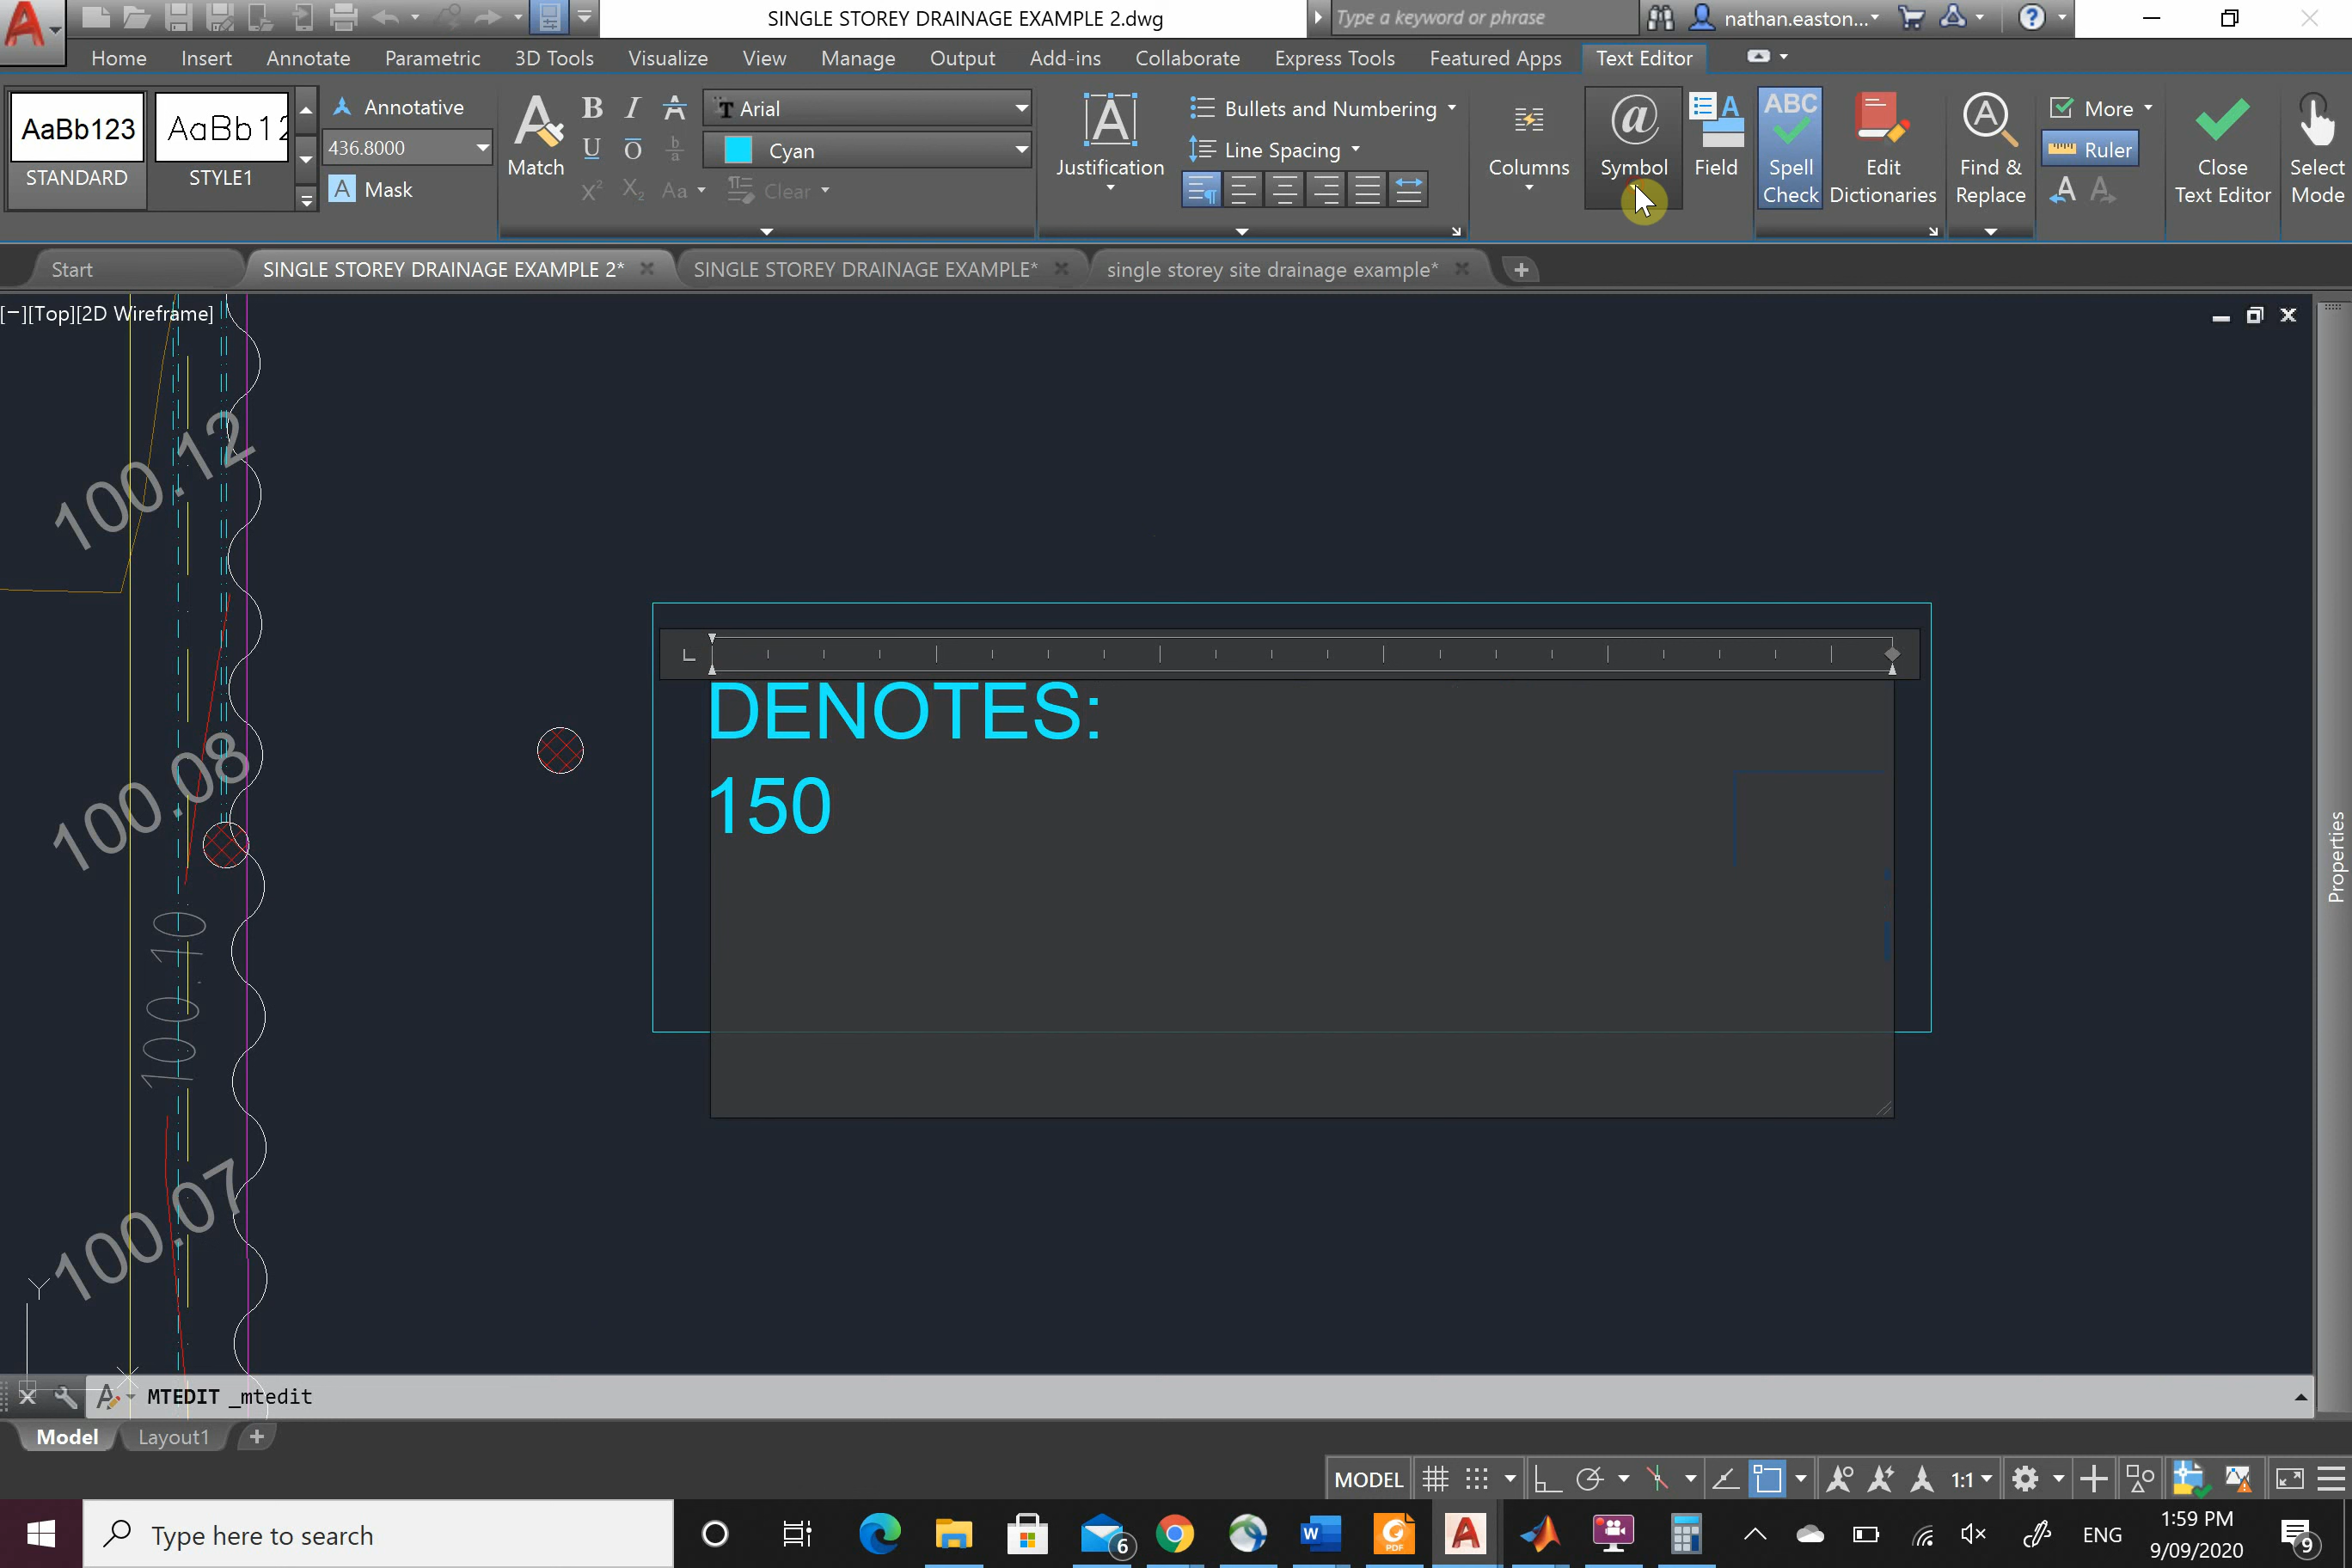 SINGLE STOREY DRAINAGE EXAMPLE 2.dwg
Type a keyword or phrase
nathan.easton...
Home Insert Annotate Parametric 3D Tools Visualize View Manage Output Add-ins Collaborate Express Tools Featured Apps Text Editor
AaBb123
STANDARD
AaBb12
STYLE1
Annotative
436.8000
Mask
Match
Arial
Cyan
Clear
Justification
Bullets and Numbering
Line Spacing
Columns
Symbol
Field
ABC
Spell
Check
Edit
Dictionaries
Find &
Replace
More
Ruler
Close
Text Editor
Select
Mode
Start
SINGLE STOREY DRAINAGE EXAMPLE 2*
SINGLE STOREY DRAINAGE EXAMPLE*
single storey site drainage example*
[−][Top][2D Wireframe]
100.12
100.08
100.10
100.07
DENOTES:
150
Properties
Y
MTEDIT _mtedit
Model
Layout1
MODEL
1:1
Type here to search
6
W
PDF
ENG
1:59 PM
9/09/2020
9